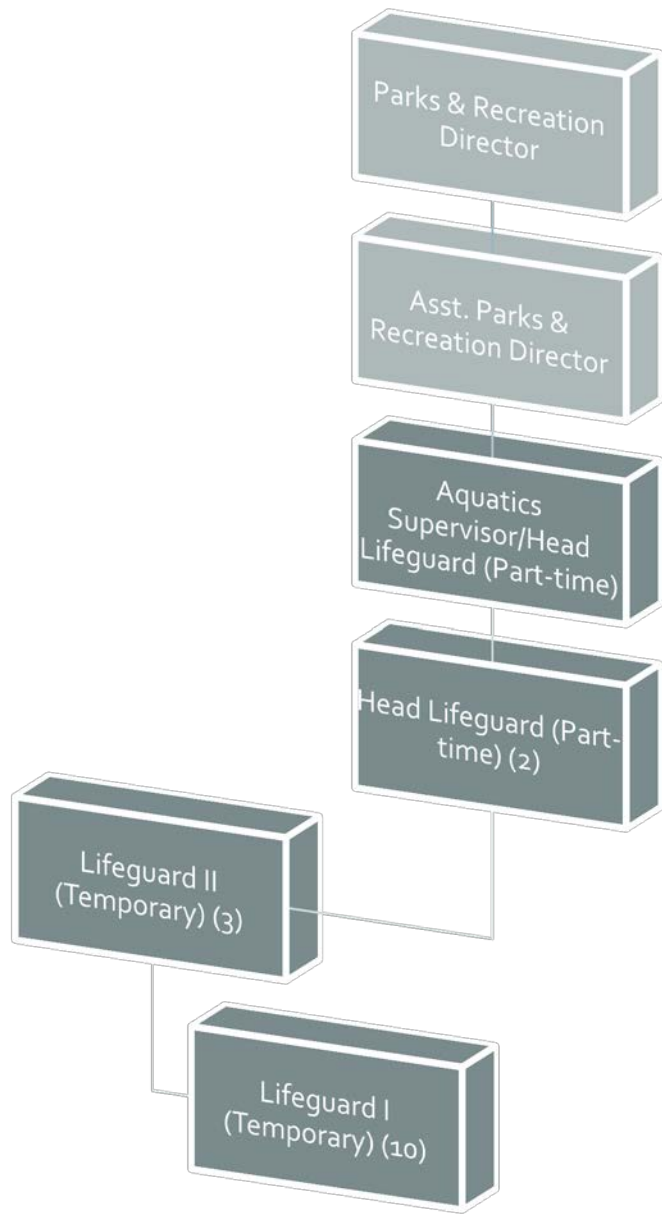 Parks & Recreation
Director
Asst. Parks &
Recreation Director
Aquatics
Supervisor/Head
Lifeguard (Part-time)
Head Lifeguard (Part-
time) (2)
Lifeguard II
(Temporary) (3)
Lifeguard I
(Temporary) (10)